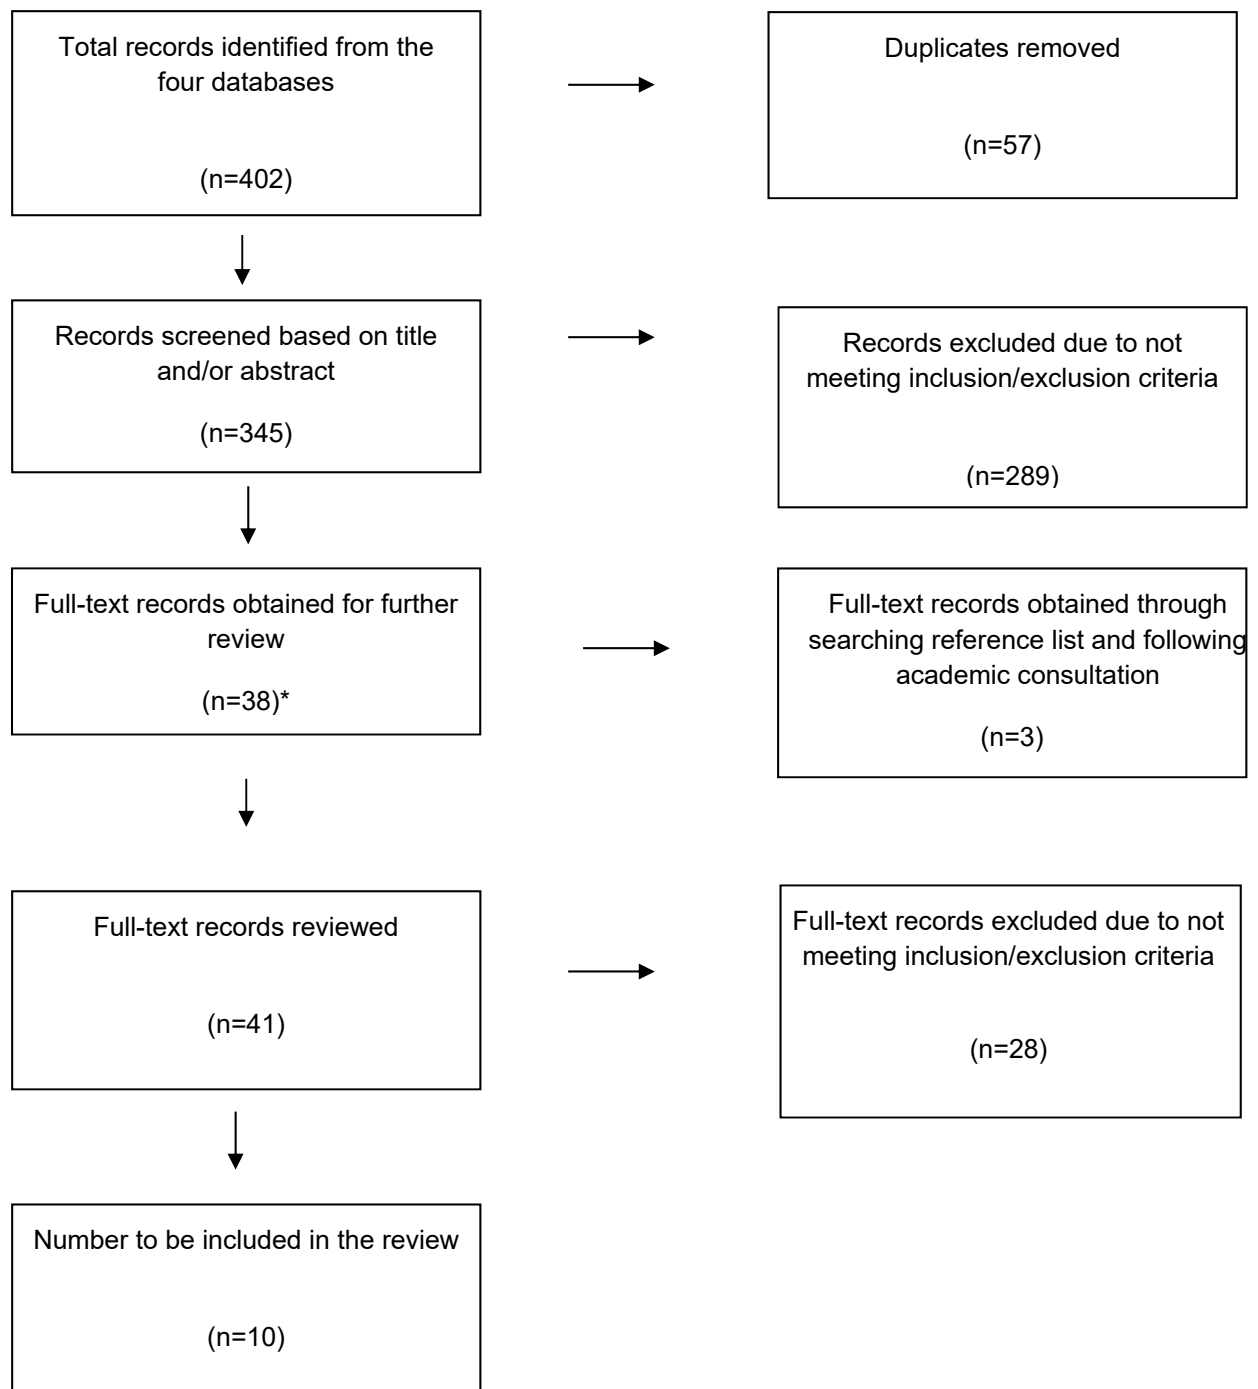 Total records identified from the
four databases
(n=402)
Duplicates removed
(n=57)
Records screened based on title
and/or abstract
(n=345)
Records excluded due to not
meeting inclusion/exclusion criteria
(n=289)
Full-text records obtained for further
review
(n=38)*
Full-text records obtained through
searching reference list and following
academic consultation
(n=3)
Full-text records reviewed
(n=41)
Full-text records excluded due to not
meeting inclusion/exclusion criteria
(n=28)
Number to be included in the review
(n=10)